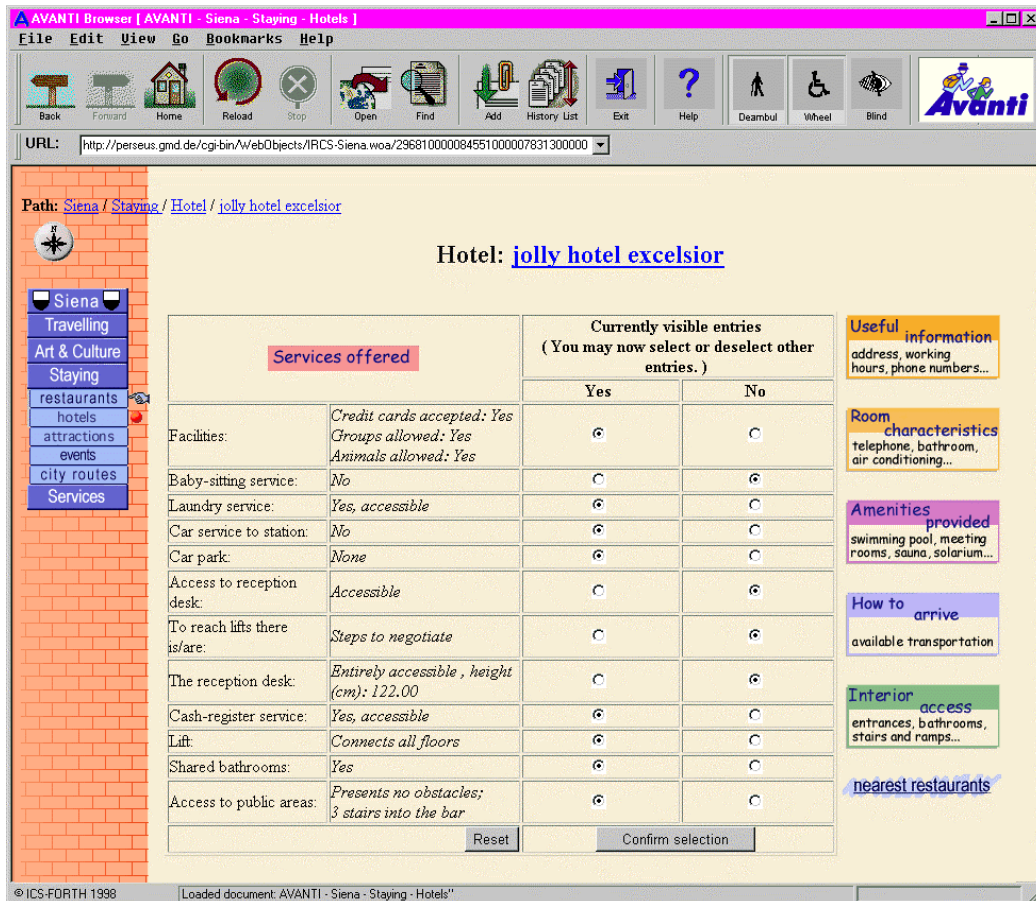 AVANTI Browser [ AVANTI - Siena - Staying - Hotels ]
File Edit View Go Bookmarks Help
Back Forward Home Reload Stop Open Find Add History List Exit Help Deambul Wheel Blind Avanti
URL: http://perseus.gmd.de/cgi-bin/WebObjects/IRCS-Siena.woa/296810000084551000007831300000
Path: Siena / Staying / Hotel / jolly hotel excelsior
N
Hotel: jolly hotel excelsior
Siena
Travelling
Art & Culture
Staying
restaurants
hotels
attractions
events
city routes
Services
Services offered
Currently visible entries
( You may now select or deselect other
entries. )
Yes No
Facilities:
Credit cards accepted: Yes
Groups allowed: Yes
Animals allowed: Yes
Baby-sitting service: No
Laundry service: Yes, accessible
Car service to station: No
Car park: None
Access to reception
desk:
Accessible
To reach lifts there
is/are:
Steps to negotiate
The reception desk:
Entirely accessible , height
(cm): 122.00
Cash-register service: Yes, accessible
Lift: Connects all floors
Shared bathrooms: Yes
Access to public areas:
Presents no obstacles;
3 stairs into the bar
Reset Confirm selection
Useful
information
address, working
hours, phone numbers...
Room
characteristics
telephone, bathroom,
air conditioning...
Amenities
provided
swimming pool, meeting
rooms, sauna, solarium...
How to
arrive
available transportation
Interior
access
entrances, bathrooms,
stairs and ramps...
nearest restaurants
© ICS-FORTH 1998 Loaded document: AVANTI - Siena - Staying - Hotels"